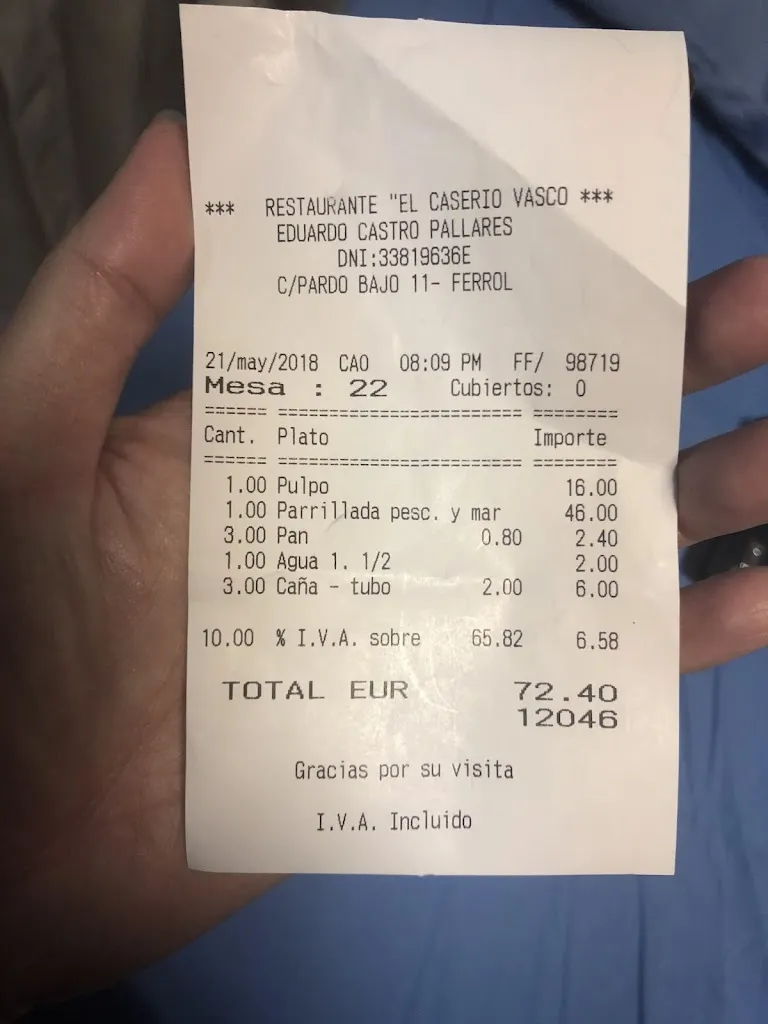 *** RESTAURANTE "EL CASERIO VASCO ***
EDUARDO CASTRO PALLARES
DNI:33819636E
C/PARDO BAJO 11- FERROL
21/may/2018 CAO 08:09 PM FF/ 98719
Mesa : 22 Cubiertos: 0
====== ======================= ========
Cant. Plato Importe
====== ======================= ========
1.00 Pulpo 16.00
1.00 Parrillada pesc. y mar 46.00
3.00 Pan 0.80 2.40
1.00 Agua 1. 1/2 2.00
3.00 Caña - tubo 2.00 6.00
10.00 % I.V.A. sobre 65.82 6.58
TOTAL EUR 72.40
12046
Gracias por su visita
I.V.A. Incluido